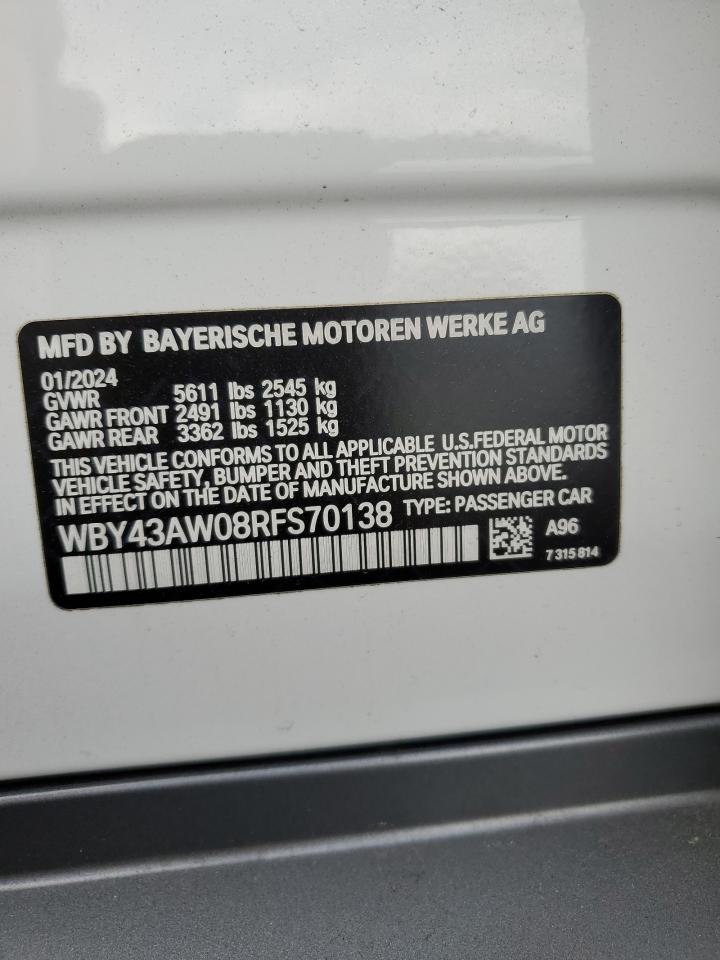 MFD BY BAYERISCHE MOTOREN WERKE AG
01/2024
GVWR 5611 lbs 2545 kg
GAWR FRONT 2491 lbs 1130 kg
GAWR REAR 3362 lbs 1525 kg
THIS VEHICLE CONFORMS TO ALL APPLICABLE U.S.FEDERAL MOTOR
VEHICLE SAFETY, BUMPER AND THEFT PREVENTION STANDARDS
IN EFFECT ON THE DATE OF MANUFACTURE SHOWN ABOVE.
WBY43AW08RFS70138 TYPE: PASSENGER CAR
A96
7 315 814